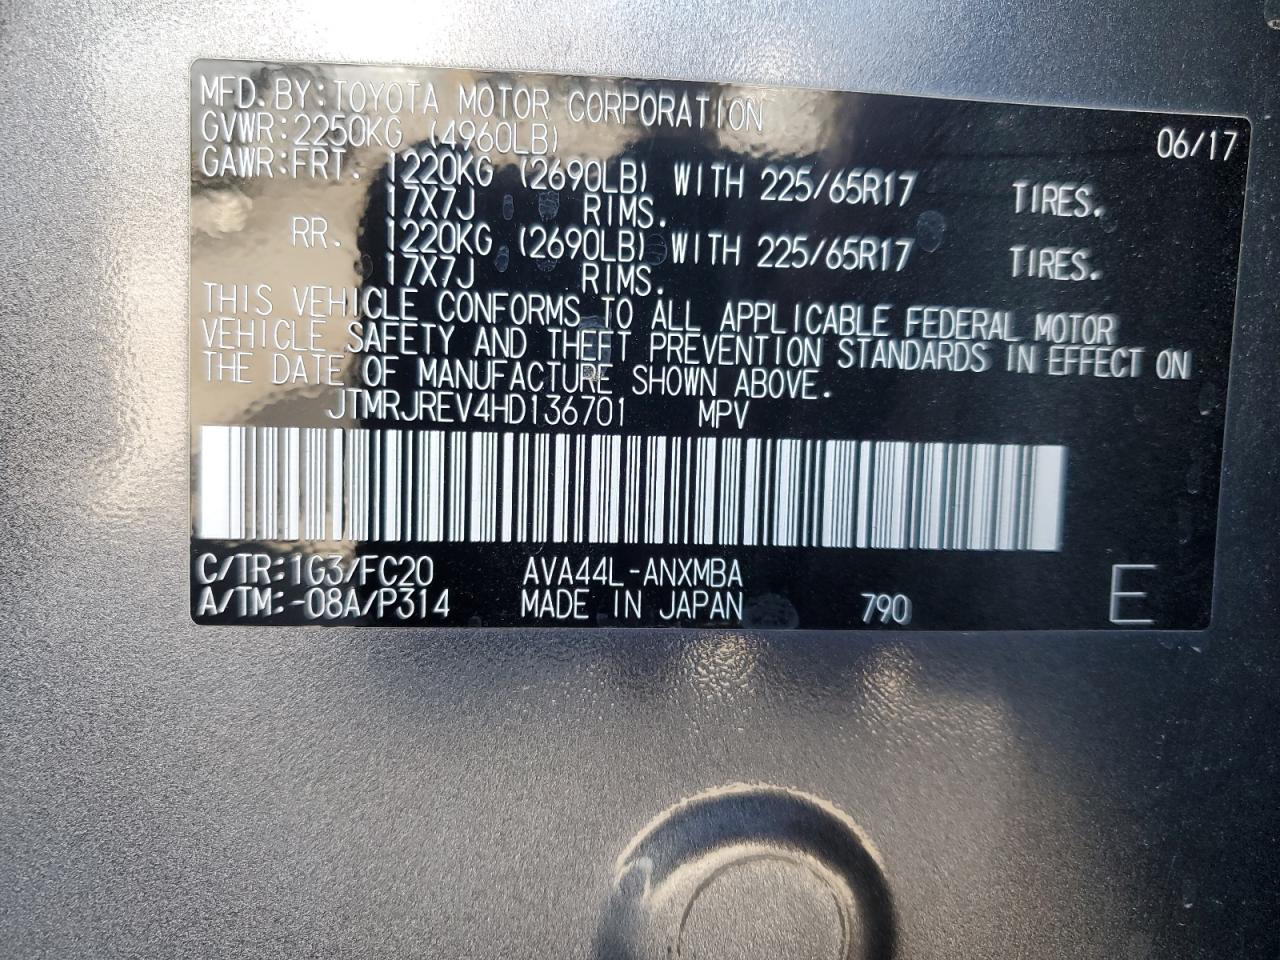 MFD. BY: TOYOTA MOTOR CORPORATION 06/17
GVWR: 2250KG (4960LB)
GAWR: FRT. 1220KG (2690LB) WITH 225/65R17 TIRES.
17X7J RIMS.
RR. 1220KG (2690LB) WITH 225/65R17 TIRES.
17X7J RIMS.
THIS VEHICLE CONFORMS TO ALL APPLICABLE FEDERAL MOTOR
VEHICLE SAFETY AND THEFT PREVENTION STANDARDS IN EFFECT ON
THE DATE OF MANUFACTURE SHOWN ABOVE.
JTMRJREV4HD136701 MPV
C/TR: 1G3/FC20 AVA44L-ANXMBA
A/TM: -08A/P314 MADE IN JAPAN 790 E